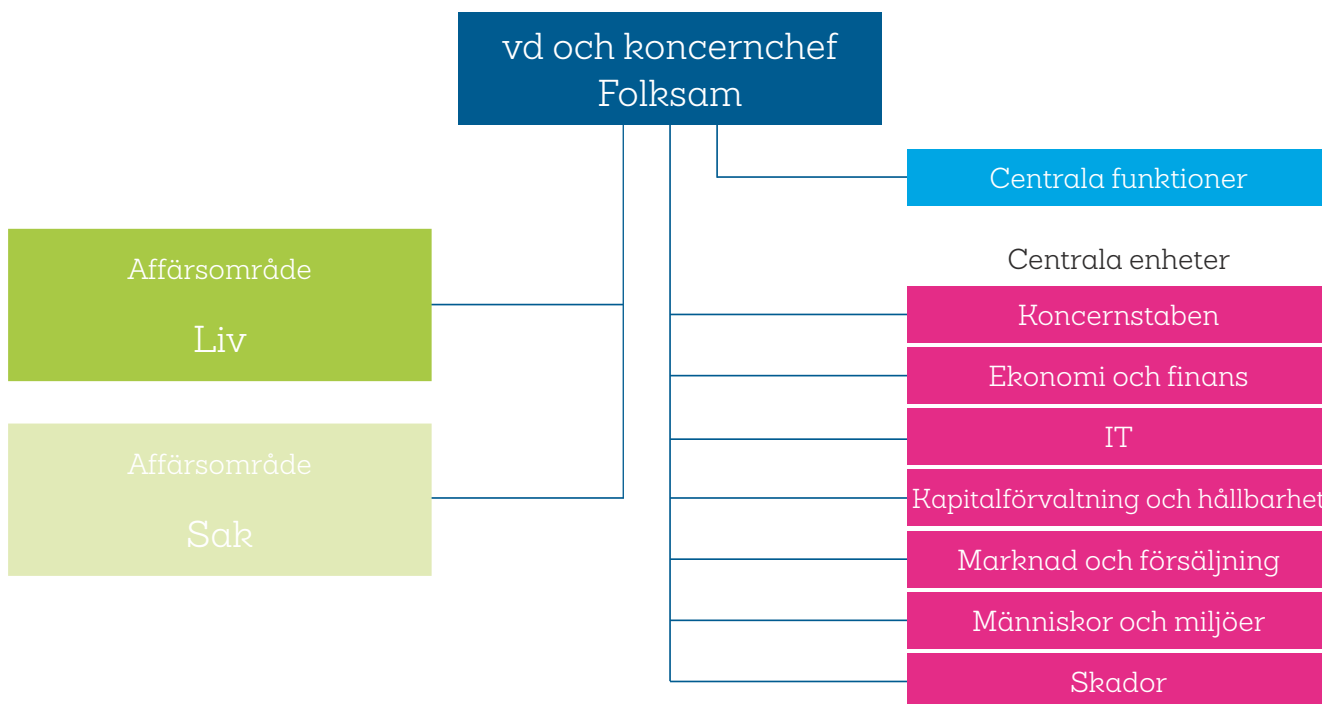 vd och koncernchef
Folksam
Centrala funktioner
Affärsområde
Liv
Affärsområde
Sak
Centrala enheter
Koncernstaben
Ekonomi och finans
IT
Kapitalförvaltning och hållbarhet
Marknad och försäljning
Människor och miljöer
Skador